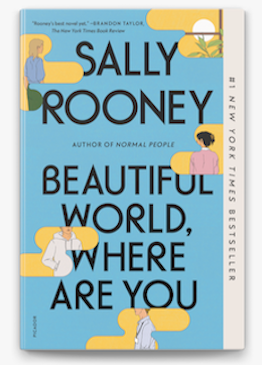 "Rooney's best novel yet." —BRANDON TAYLOR,
The New York Times Book Review
SALLY
ROONEY
AUTHOR OF NORMAL PEOPLE
BEAUTIFUL
WORLD,
WHERE
ARE YOU
#1 NEW YORK TIMES BESTSELLER
PICADOR